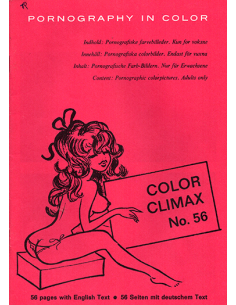 PORNOGRAPHY IN COLOR
Indhold: Pornografiske farvebilleder. Kun for voksne
Innehåll: Pornografiska colorbilder. Endast för vuxna
Inhalt: Pornografische Farb-Bildern. Nur für Erwachsene
Content: Pornographic colorpictures. Adults only
COLOR
CLIMAX
No. 56
56 pages with English Text ● 56 Seiten mit deutschem Text